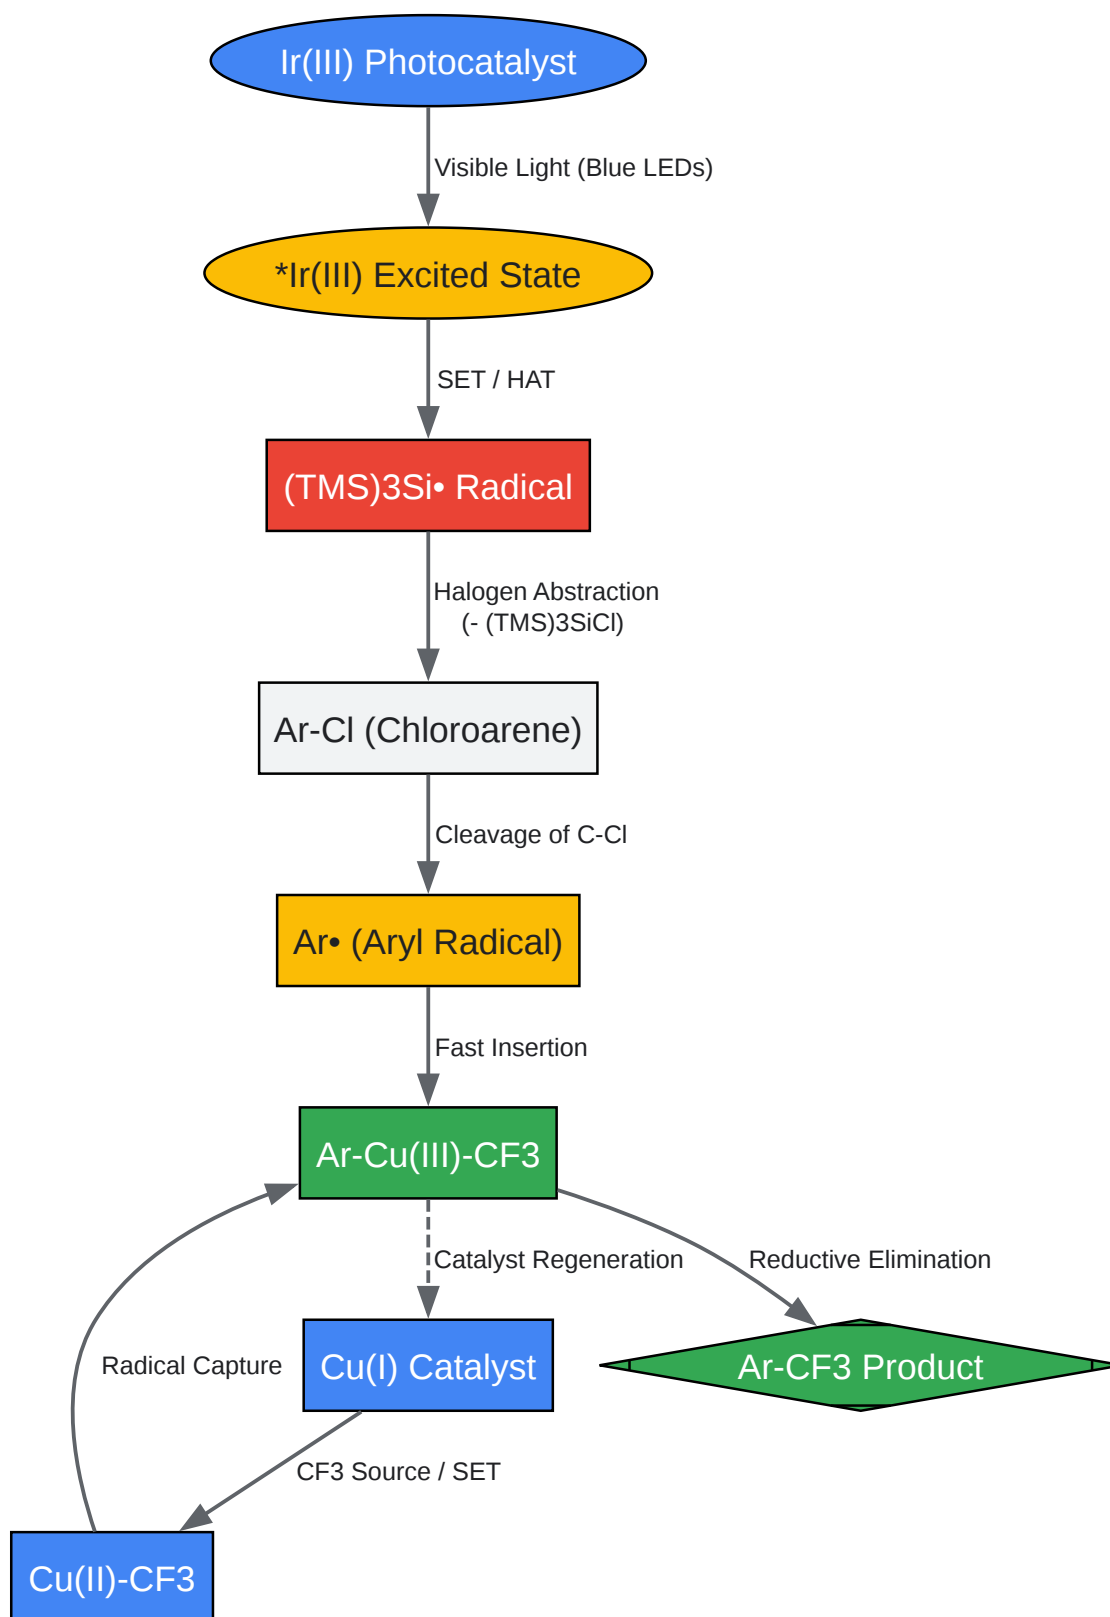 Ir(III) Photocatalyst
Visible Light (Blue LEDs)
*Ir(III) Excited State
SET / HAT
(TMS)3Si• Radical
Halogen Abstraction
(- (TMS)3SiCl)
Ar-Cl (Chloroarene)
Cleavage of C-Cl
Ar• (Aryl Radical)
Fast Insertion
Ar-Cu(III)-CF3
Catalyst Regeneration
Reductive Elimination
Radical Capture
Cu(I) Catalyst
Ar-CF3 Product
CF3 Source / SET
Cu(II)-CF3